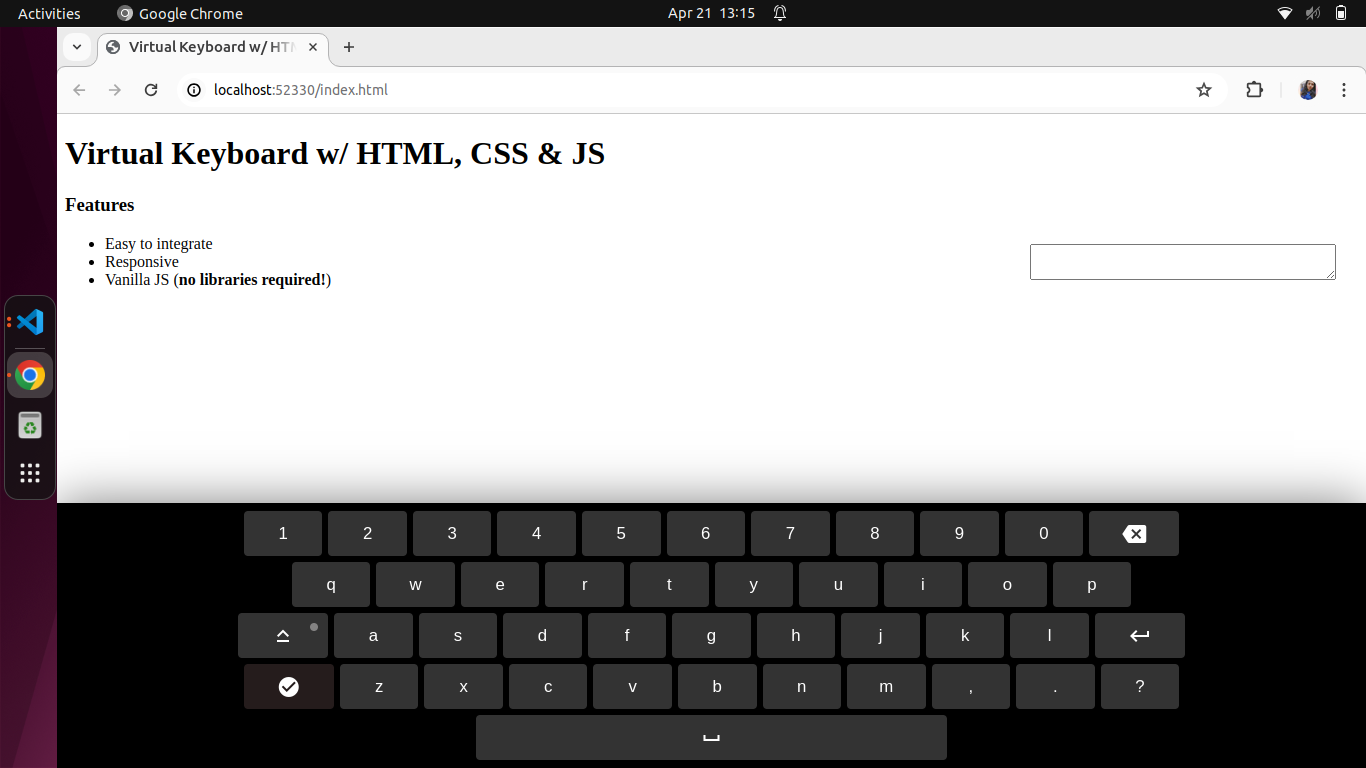 Activities Google Chrome Apr 21 13:15
Virtual Keyboard w/ HTM
localhost:52330/index.html
Virtual Keyboard w/ HTML, CSS & JS
Features
Easy to integrate
Responsive
Vanilla JS (no libraries required!)
1 2 3 4 5 6 7 8 9 0
q w e r t y u i o p
a s d f g h j k l
z x c v b n m , . ?